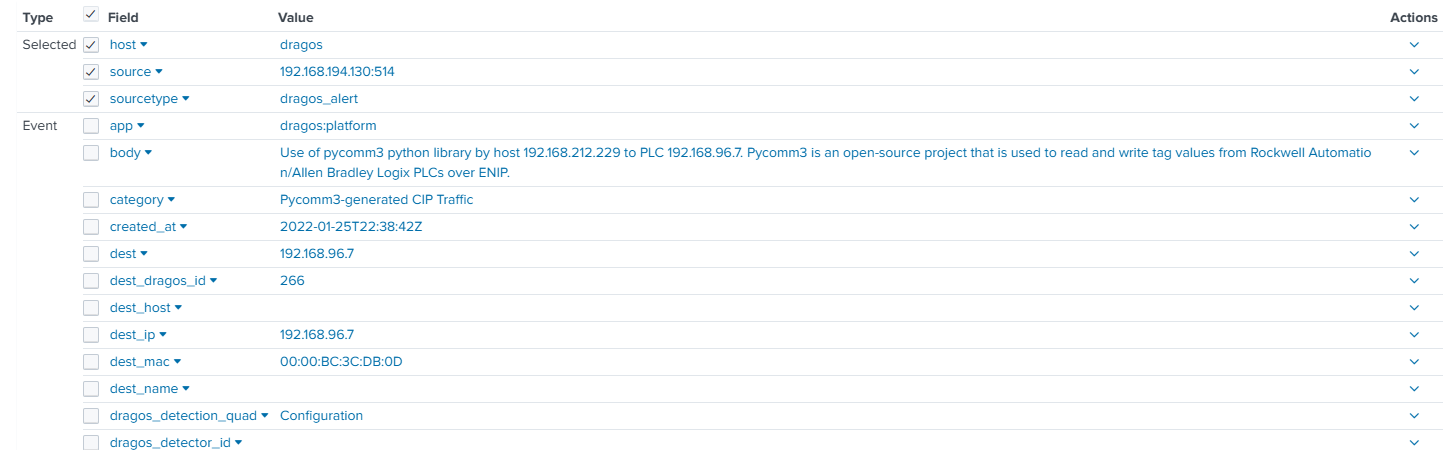 Type Field Value Actions
Selected host dragos
source 192.168.194.130:514
sourcetype dragos_alert
Event app dragos:platform
body Use of pycomm3 python library by host 192.168.212.229 to PLC 192.168.96.7. Pycomm3 is an open-source project that is used to read and write tag values from Rockwell Automatio
n/Allen Bradley Logix PLCs over ENIP.
category Pycomm3-generated CIP Traffic
created_at 2022-01-25T22:38:42Z
dest 192.168.96.7
dest_dragos_id 266
dest_host
dest_ip 192.168.96.7
dest_mac 00:00:BC:3C:DB:0D
dest_name
dragos_detection_quad Configuration
dragos_detector_id